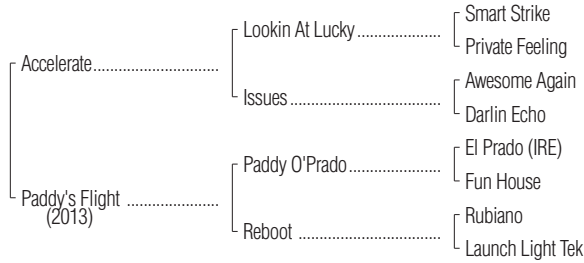 Smart Strike
Lookin At Lucky
Private Feeling
Accelerate
Awesome Again
Issues
Darlin Echo
El Prado (IRE)
Paddy O'Prado
Fun House
Paddy's Flight
(2013)
Rubiano
Reboot
Launch Light Tek